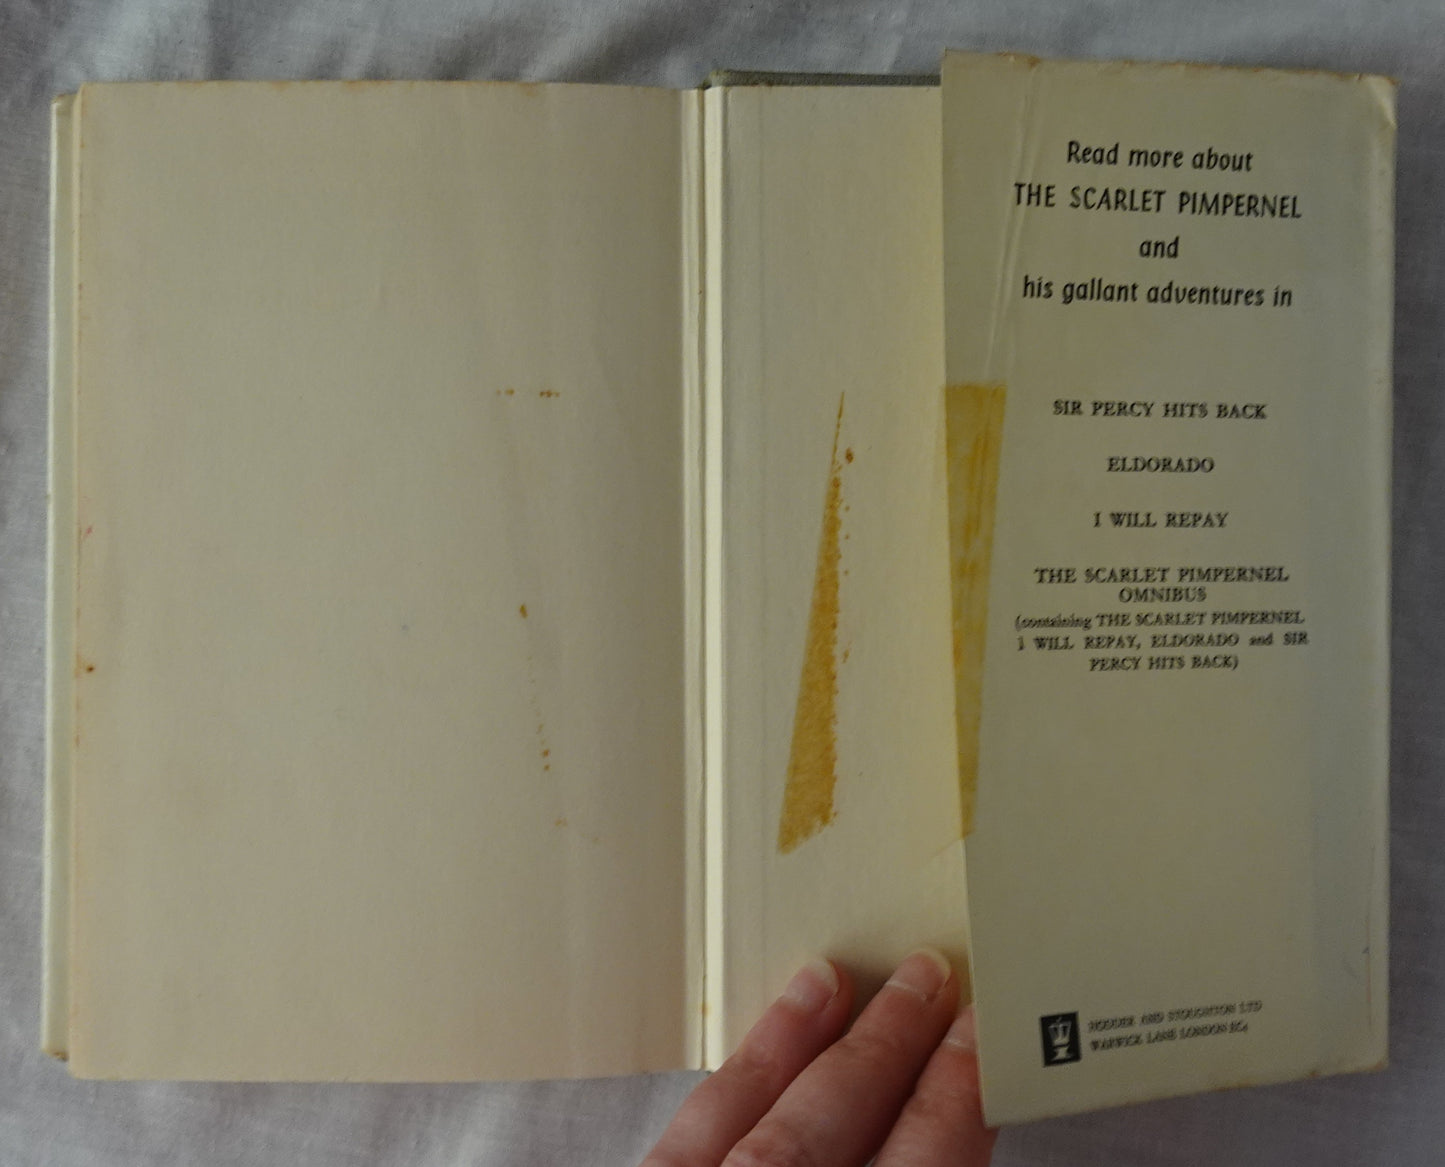 Read more about
THE SCARLET PIMPERNEL
and
his gallant adventures in
SIR PERCY HITS BACK
ELDORADO
I WILL REPAY
THE SCARLET PIMPERNEL
OMNIBUS
(containing THE SCARLET PIMPERNEL
I WILL REPAY, ELDORADO and SIR
PERCY HITS BACK)
HODDER AND STOUGHTON LTD
WARWICK LANE LONDON EC4